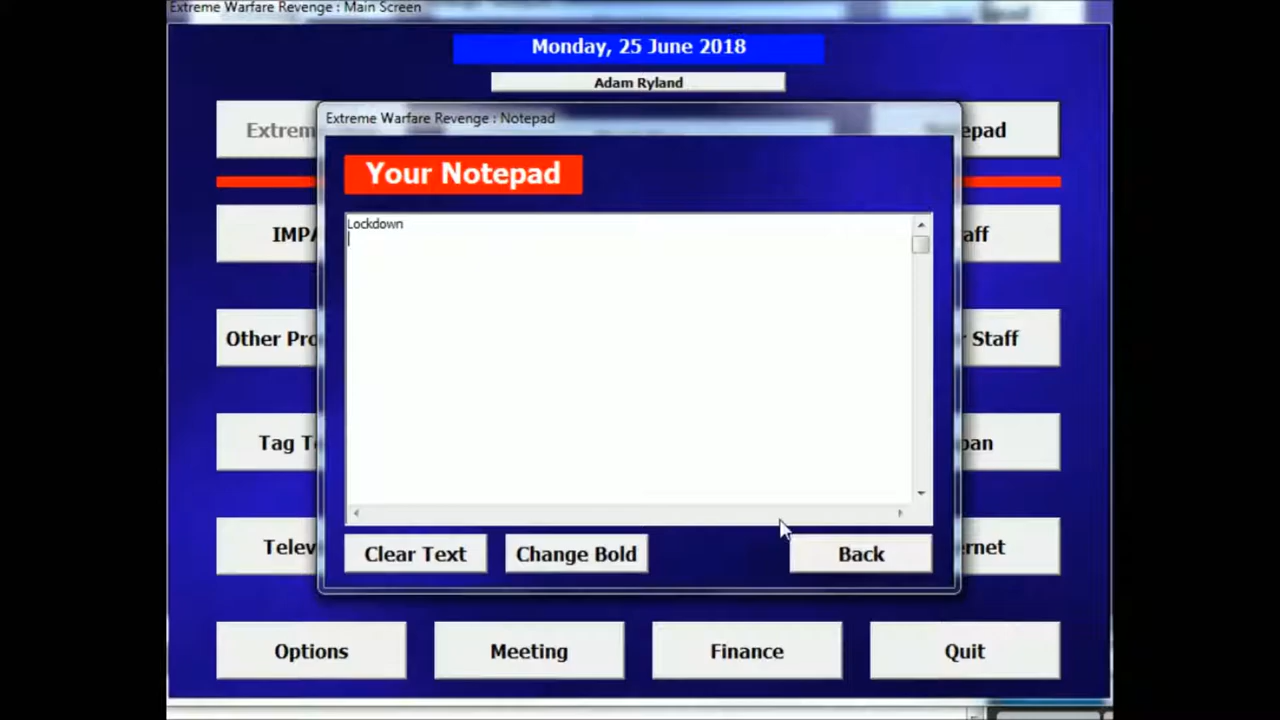 Extreme Warfare Revenge : Main Screen
Monday, 25 June 2018
Adam Ryland
Extrem
epad
Extreme Warfare Revenge : Notepad
Your Notepad
Lockdown
IMPA
aff
Other Pro
Staff
Tag T
pan
Telev
rnet
Clear Text
Change Bold
Back
Options
Meeting
Finance
Quit